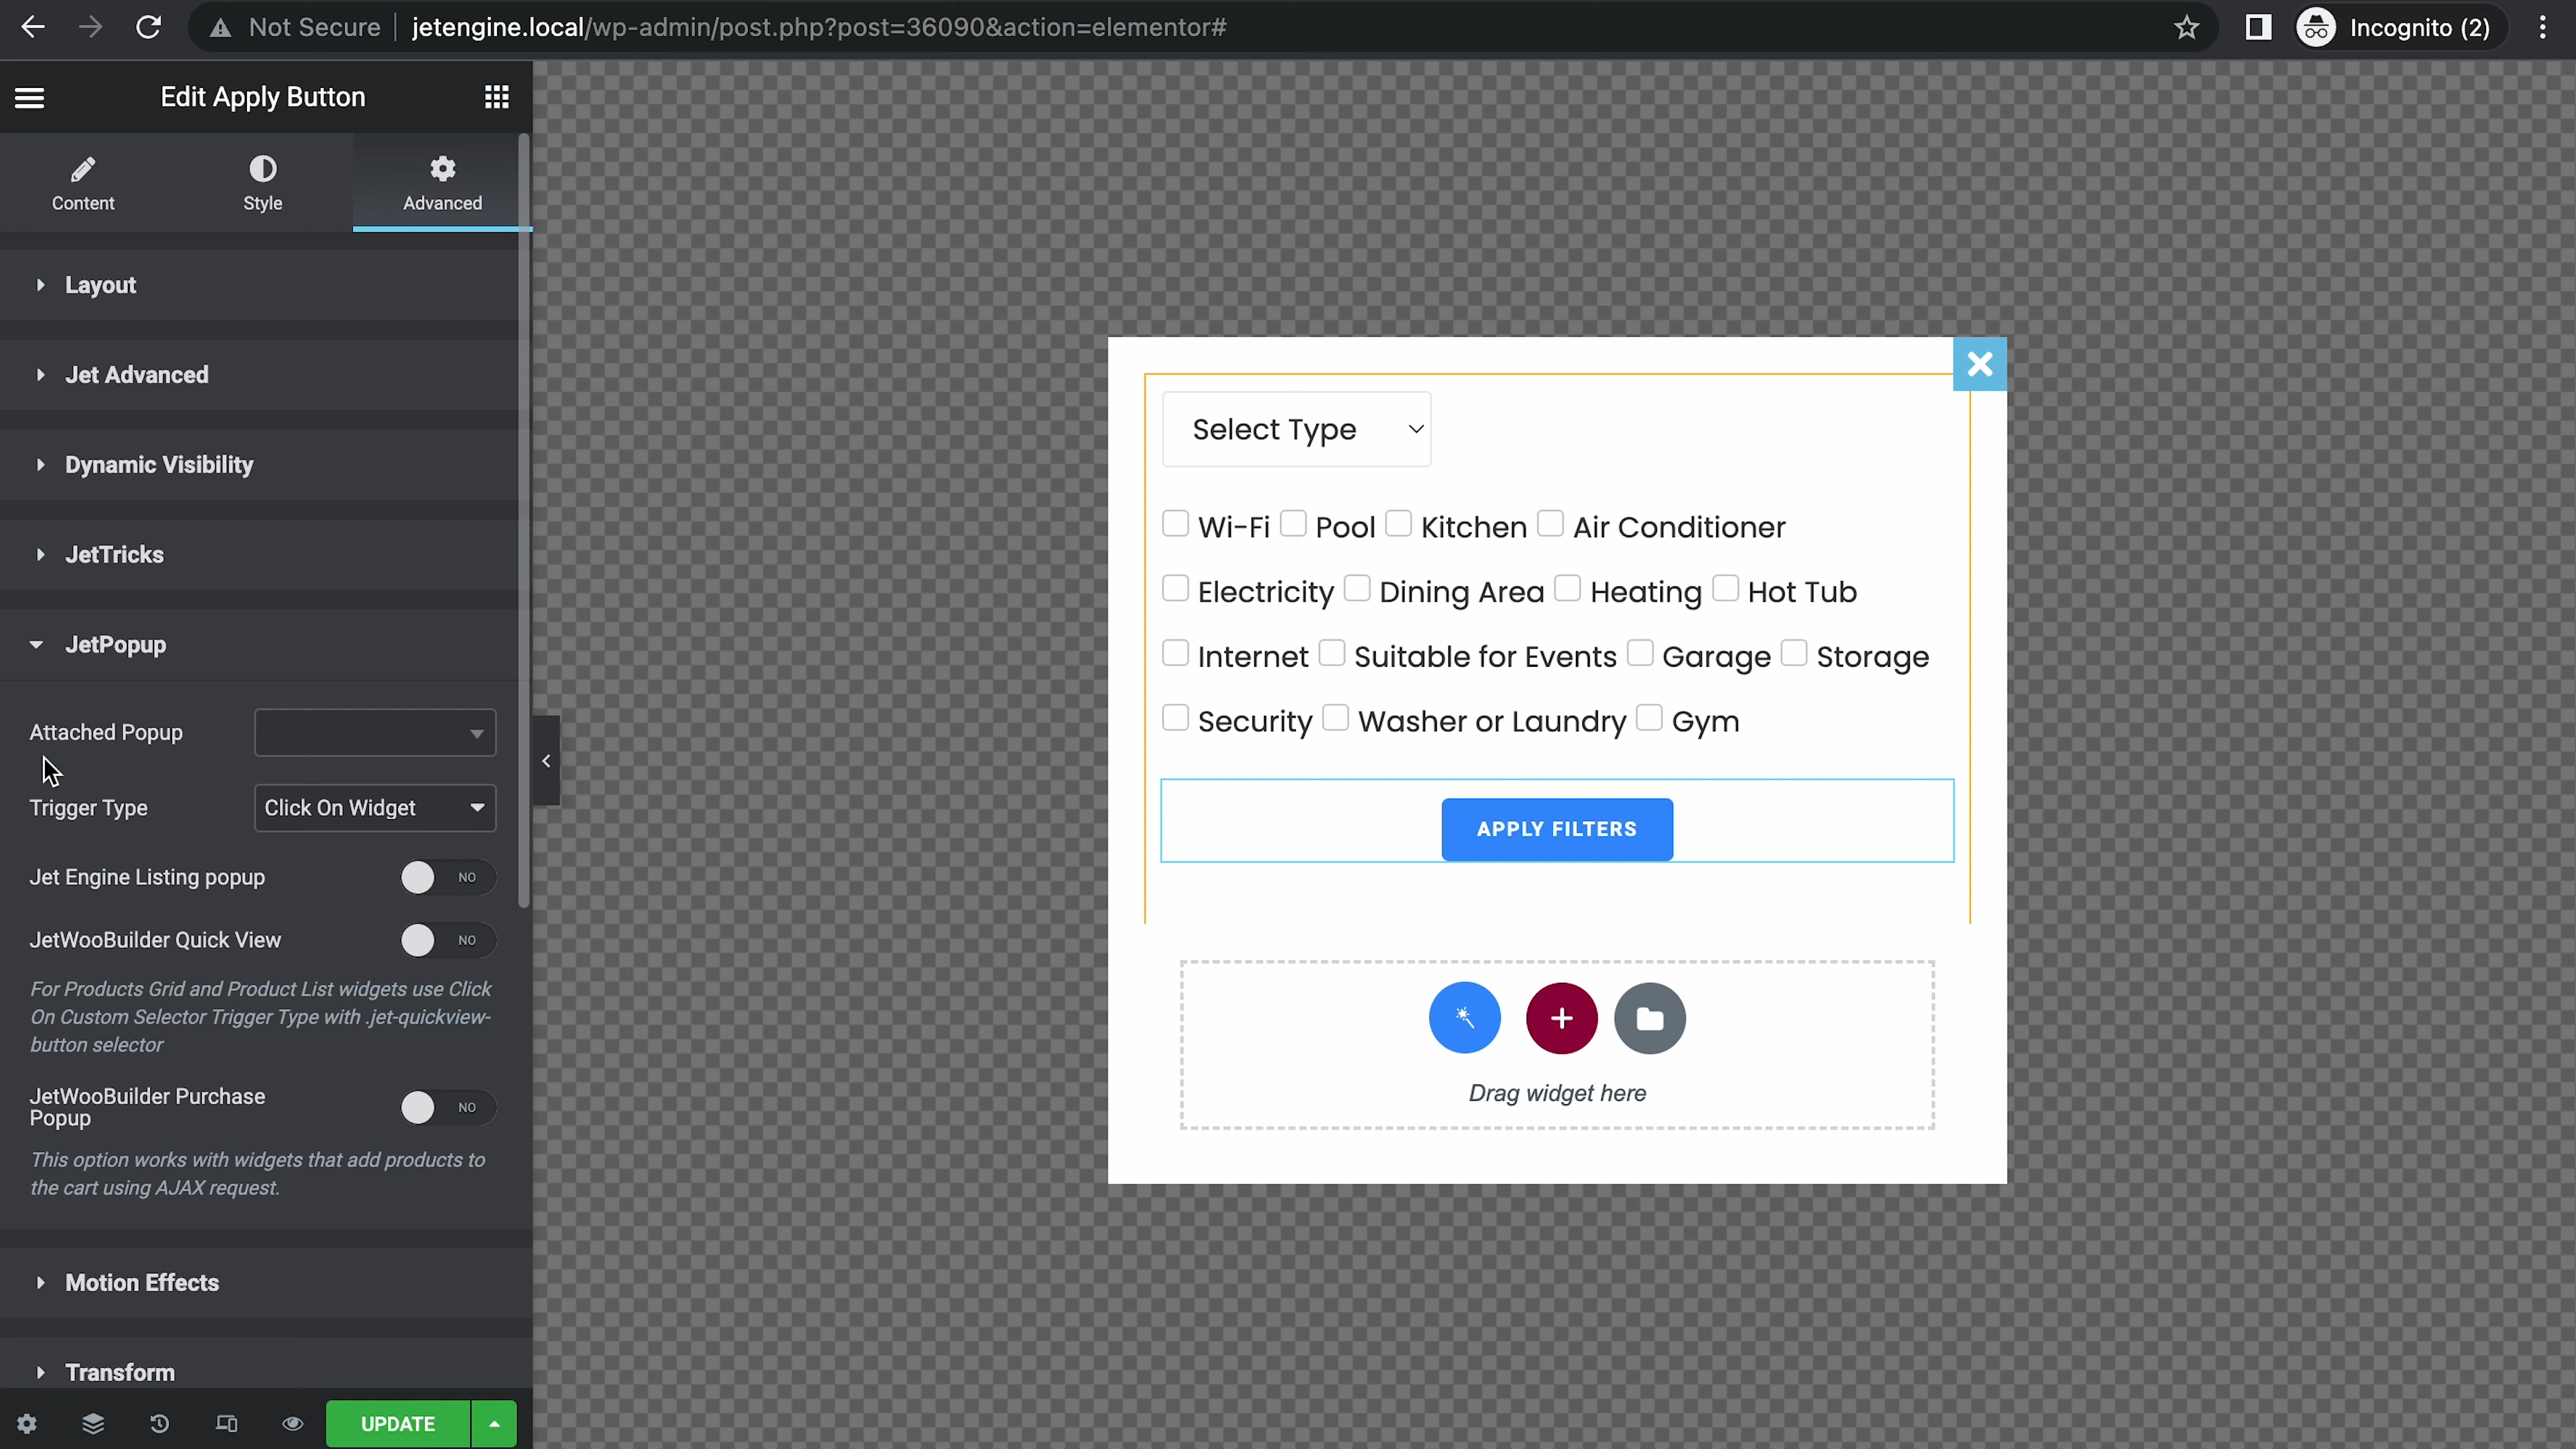 Not Secure jetengine.local/wp-admin/post.php?post=36090&action=elementor# Incognito (2)
Edit Apply Button
Content Style Advanced
Layout
Jet Advanced
Dynamic Visibility
JetTricks
JetPopup
Attached Popup
Trigger Type Click On Widget
Jet Engine Listing popup NO
JetWooBuilder Quick View NO
For Products Grid and Product List widgets use Click
On Custom Selector Trigger Type with .jet-quickview-
button selector
JetWooBuilder Purchase
Popup NO
This option works with widgets that add products to
the cart using AJAX request.
Motion Effects
Transform
UPDATE
Select Type
Wi-Fi Pool Kitchen Air Conditioner
Electricity Dining Area Heating Hot Tub
Internet Suitable for Events Garage Storage
Security Washer or Laundry Gym
APPLY FILTERS
Drag widget here